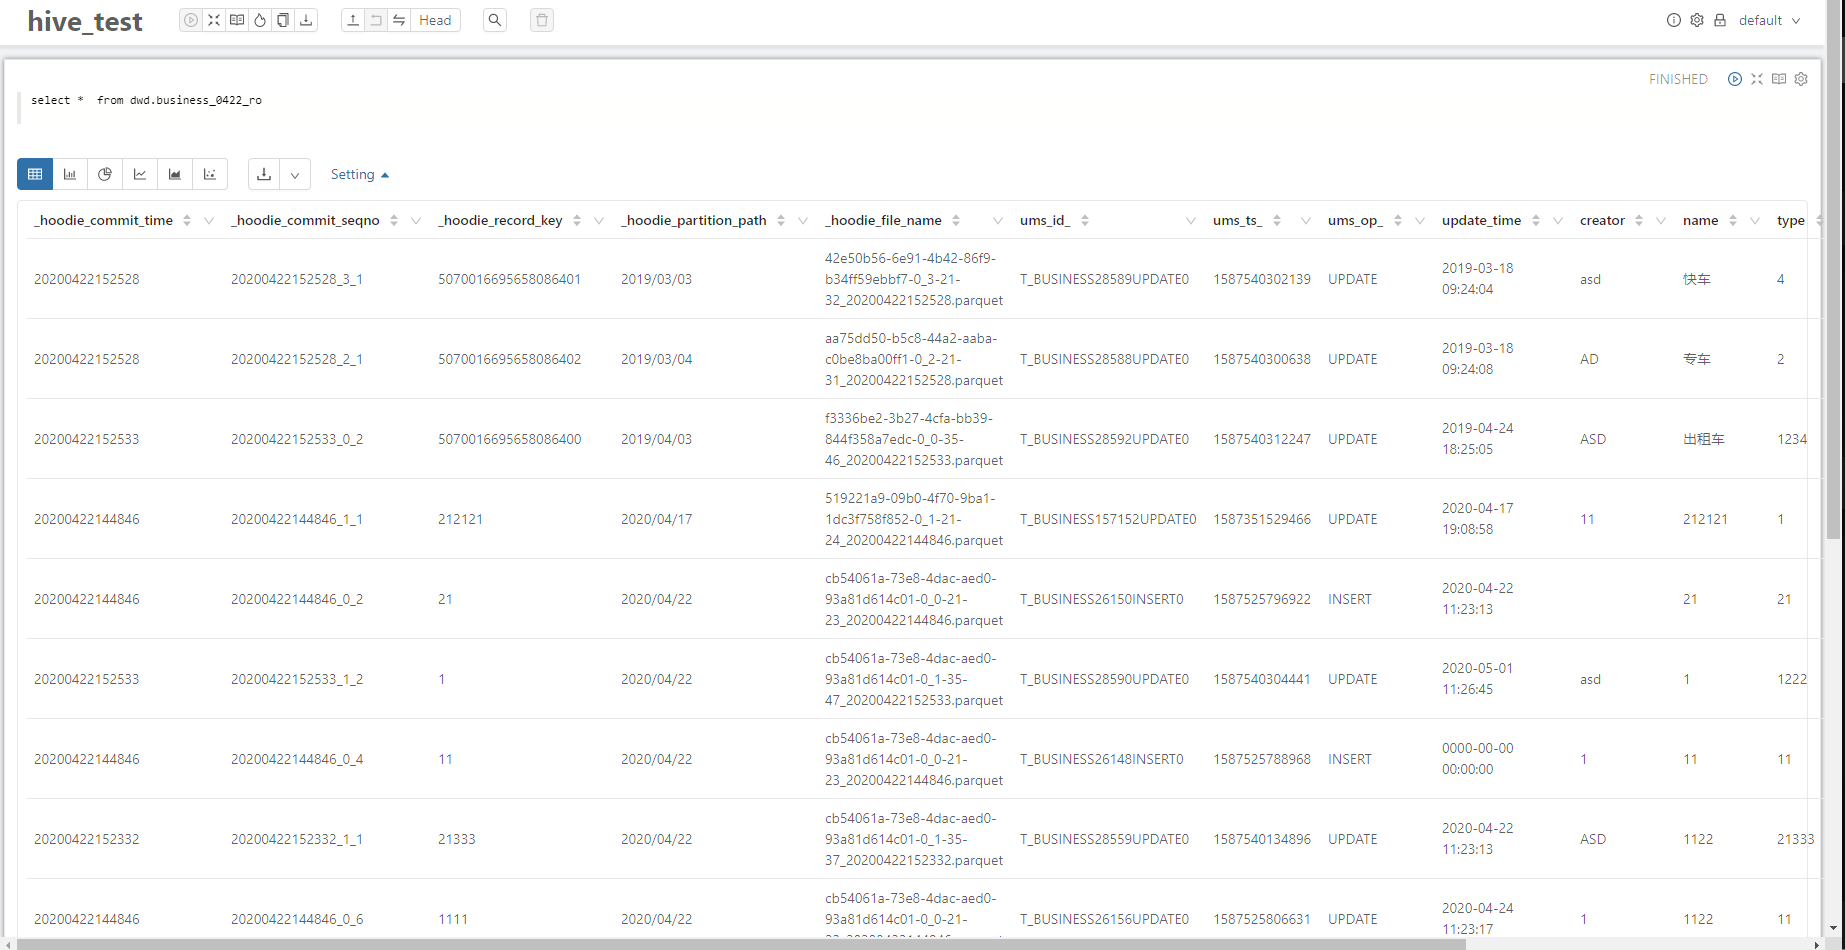 hive_test
Head
default
FINISHED
select * from dwd.business_0422_ro
Setting
_hoodie_commit_time _hoodie_commit_seqno _hoodie_record_key _hoodie_partition_path _hoodie_file_name ums_id_ ums_ts_ ums_op_ update_time creator name type
20200422152528 20200422152528_3_1 5070016695658086401 2019/03/03 42e50b56-6e91-4b42-86f9-
b34ff59ebbf7-0_3-21-
32_20200422152528.parquet T_BUSINESS28589UPDATE0 1587540302139 UPDATE 2019-03-18
09:24:04 asd 快车 4
20200422152528 20200422152528_2_1 5070016695658086402 2019/03/04 aa75dd50-b5c8-44a2-aaba-
c0be8ba00ff1-0_2-21-
31_20200422152528.parquet T_BUSINESS28588UPDATE0 1587540300638 UPDATE 2019-03-18
09:24:08 AD 专车 2
20200422152533 20200422152533_0_2 5070016695658086400 2019/04/03 f3336be2-3b27-4cfa-bb39-
844f358a7edc-0_0-35-
46_20200422152533.parquet T_BUSINESS28592UPDATE0 1587540312247 UPDATE 2019-04-24
18:25:05 ASD 出租车 1234
20200422144846 20200422144846_1_1 212121 2020/04/17 519221a9-09b0-4f70-9ba1-
1dc3f758f852-0_1-21-
24_20200422144846.parquet T_BUSINESS157152UPDATE0 1587351529466 UPDATE 2020-04-17
19:08:58 11 212121 1
20200422144846 20200422144846_0_2 21 2020/04/22 cb54061a-73e8-4dac-aed0-
93a81d614c01-0_0-21-
23_20200422144846.parquet T_BUSINESS26150INSERT0 1587525796922 INSERT 2020-04-22
11:23:13 21 21
20200422152533 20200422152533_1_2 1 2020/04/22 cb54061a-73e8-4dac-aed0-
93a81d614c01-0_1-35-
47_20200422152533.parquet T_BUSINESS28590UPDATE0 1587540304441 UPDATE 2020-05-01
11:26:45 asd 1 1222
20200422144846 20200422144846_0_4 11 2020/04/22 cb54061a-73e8-4dac-aed0-
93a81d614c01-0_0-21-
23_20200422144846.parquet T_BUSINESS26148INSERT0 1587525788968 INSERT 0000-00-00
00:00:00 1 11 11
20200422152332 20200422152332_1_1 21333 2020/04/22 cb54061a-73e8-4dac-aed0-
93a81d614c01-0_1-35-
37_20200422152332.parquet T_BUSINESS28559UPDATE0 1587540134896 UPDATE 2020-04-22
11:23:13 ASD 1122 21333
20200422144846 20200422144846_0_6 1111 2020/04/22 cb54061a-73e8-4dac-aed0-
93a81d614c01-0_0-21-
T_BUSINESS26156UPDATE0 1587525806631 UPDATE 2020-04-24
11:23:17 1 1122 11